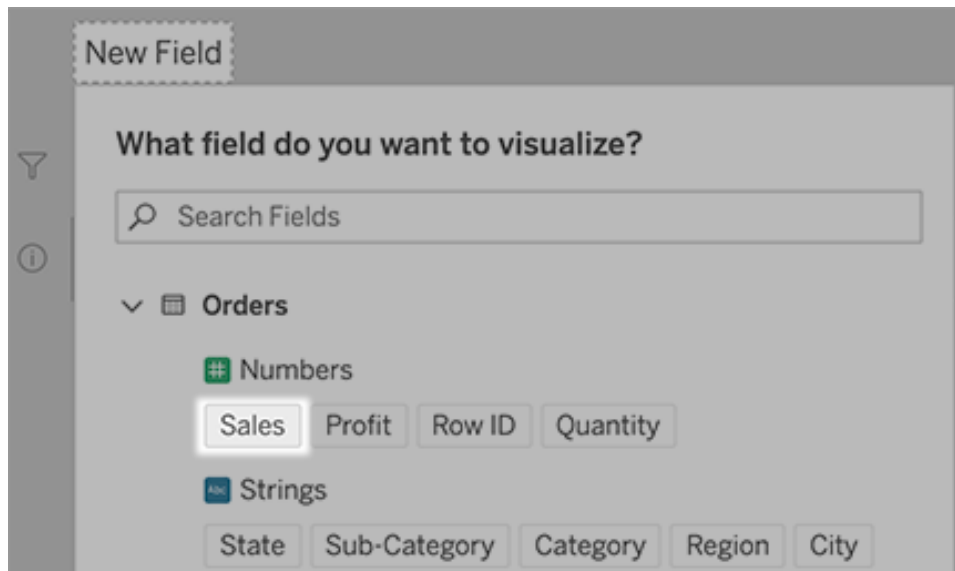 New Field
What field do you want to visualize?
Search Fields
Orders
# Numbers
Sales Profit Row ID Quantity
Abc Strings
State Sub-Category Category Region City